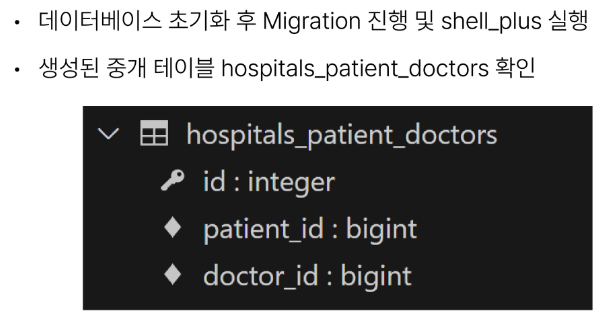 • 데이터베이스 초기화 후 Migration 진행 및 shell_plus 실행
• 생성된 중개 테이블 hospitals_patient_doctors 확인
hospitals_patient_doctors
id : integer
patient_id : bigint
doctor_id : bigint